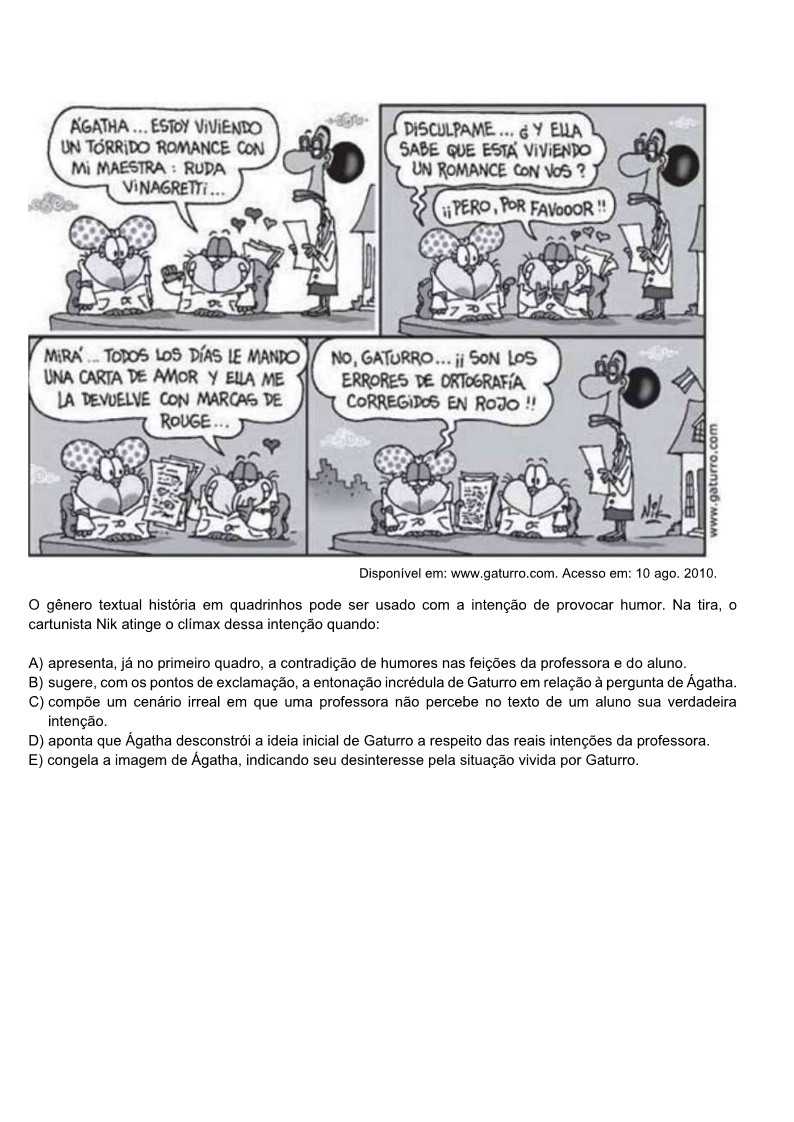 ÁGATHA... ESTOY VIVIENDO
UN TÓRRIDO ROMANCE CON
MI MAESTRA: RUDA
VINAGRETTI...
DISCULPAME... ¿Y ELLA
SABE QUE ESTÁ VIVIENDO
UN ROMANCE CON VOS?
¡¡PERO, POR FAVOOOR!!
MIRÁ... TODOS LOS DÍAS LE MANDO
UNA CARTA DE AMOR Y ELLA ME
LA DEVUELVE CON MARCAS DE
ROUGE...
NO, GATURRO... ¡¡SON LOS
ERRORES DE ORTOGRAFÍA
CORREGIDOS EN ROJO!!
NIK
www.gaturro.com
Disponível em: www.gaturro.com. Acesso em: 10 ago. 2010.
O gênero textual história em quadrinhos pode ser usado com a intenção de provocar humor. Na tira, o
cartunista Nik atinge o clímax dessa intenção quando:
A) apresenta, já no primeiro quadro, a contradição de humores nas feições da professora e do aluno.
B) sugere, com os pontos de exclamação, a entonação incrédula de Gaturro em relação à pergunta de Ágatha.
C) compõe um cenário irreal em que uma professora não percebe no texto de um aluno sua verdadeira
intenção.
D) aponta que Ágatha desconstrói a ideia inicial de Gaturro a respeito das reais intenções da professora.
E) congela a imagem de Ágatha, indicando seu desinteresse pela situação vivida por Gaturro.